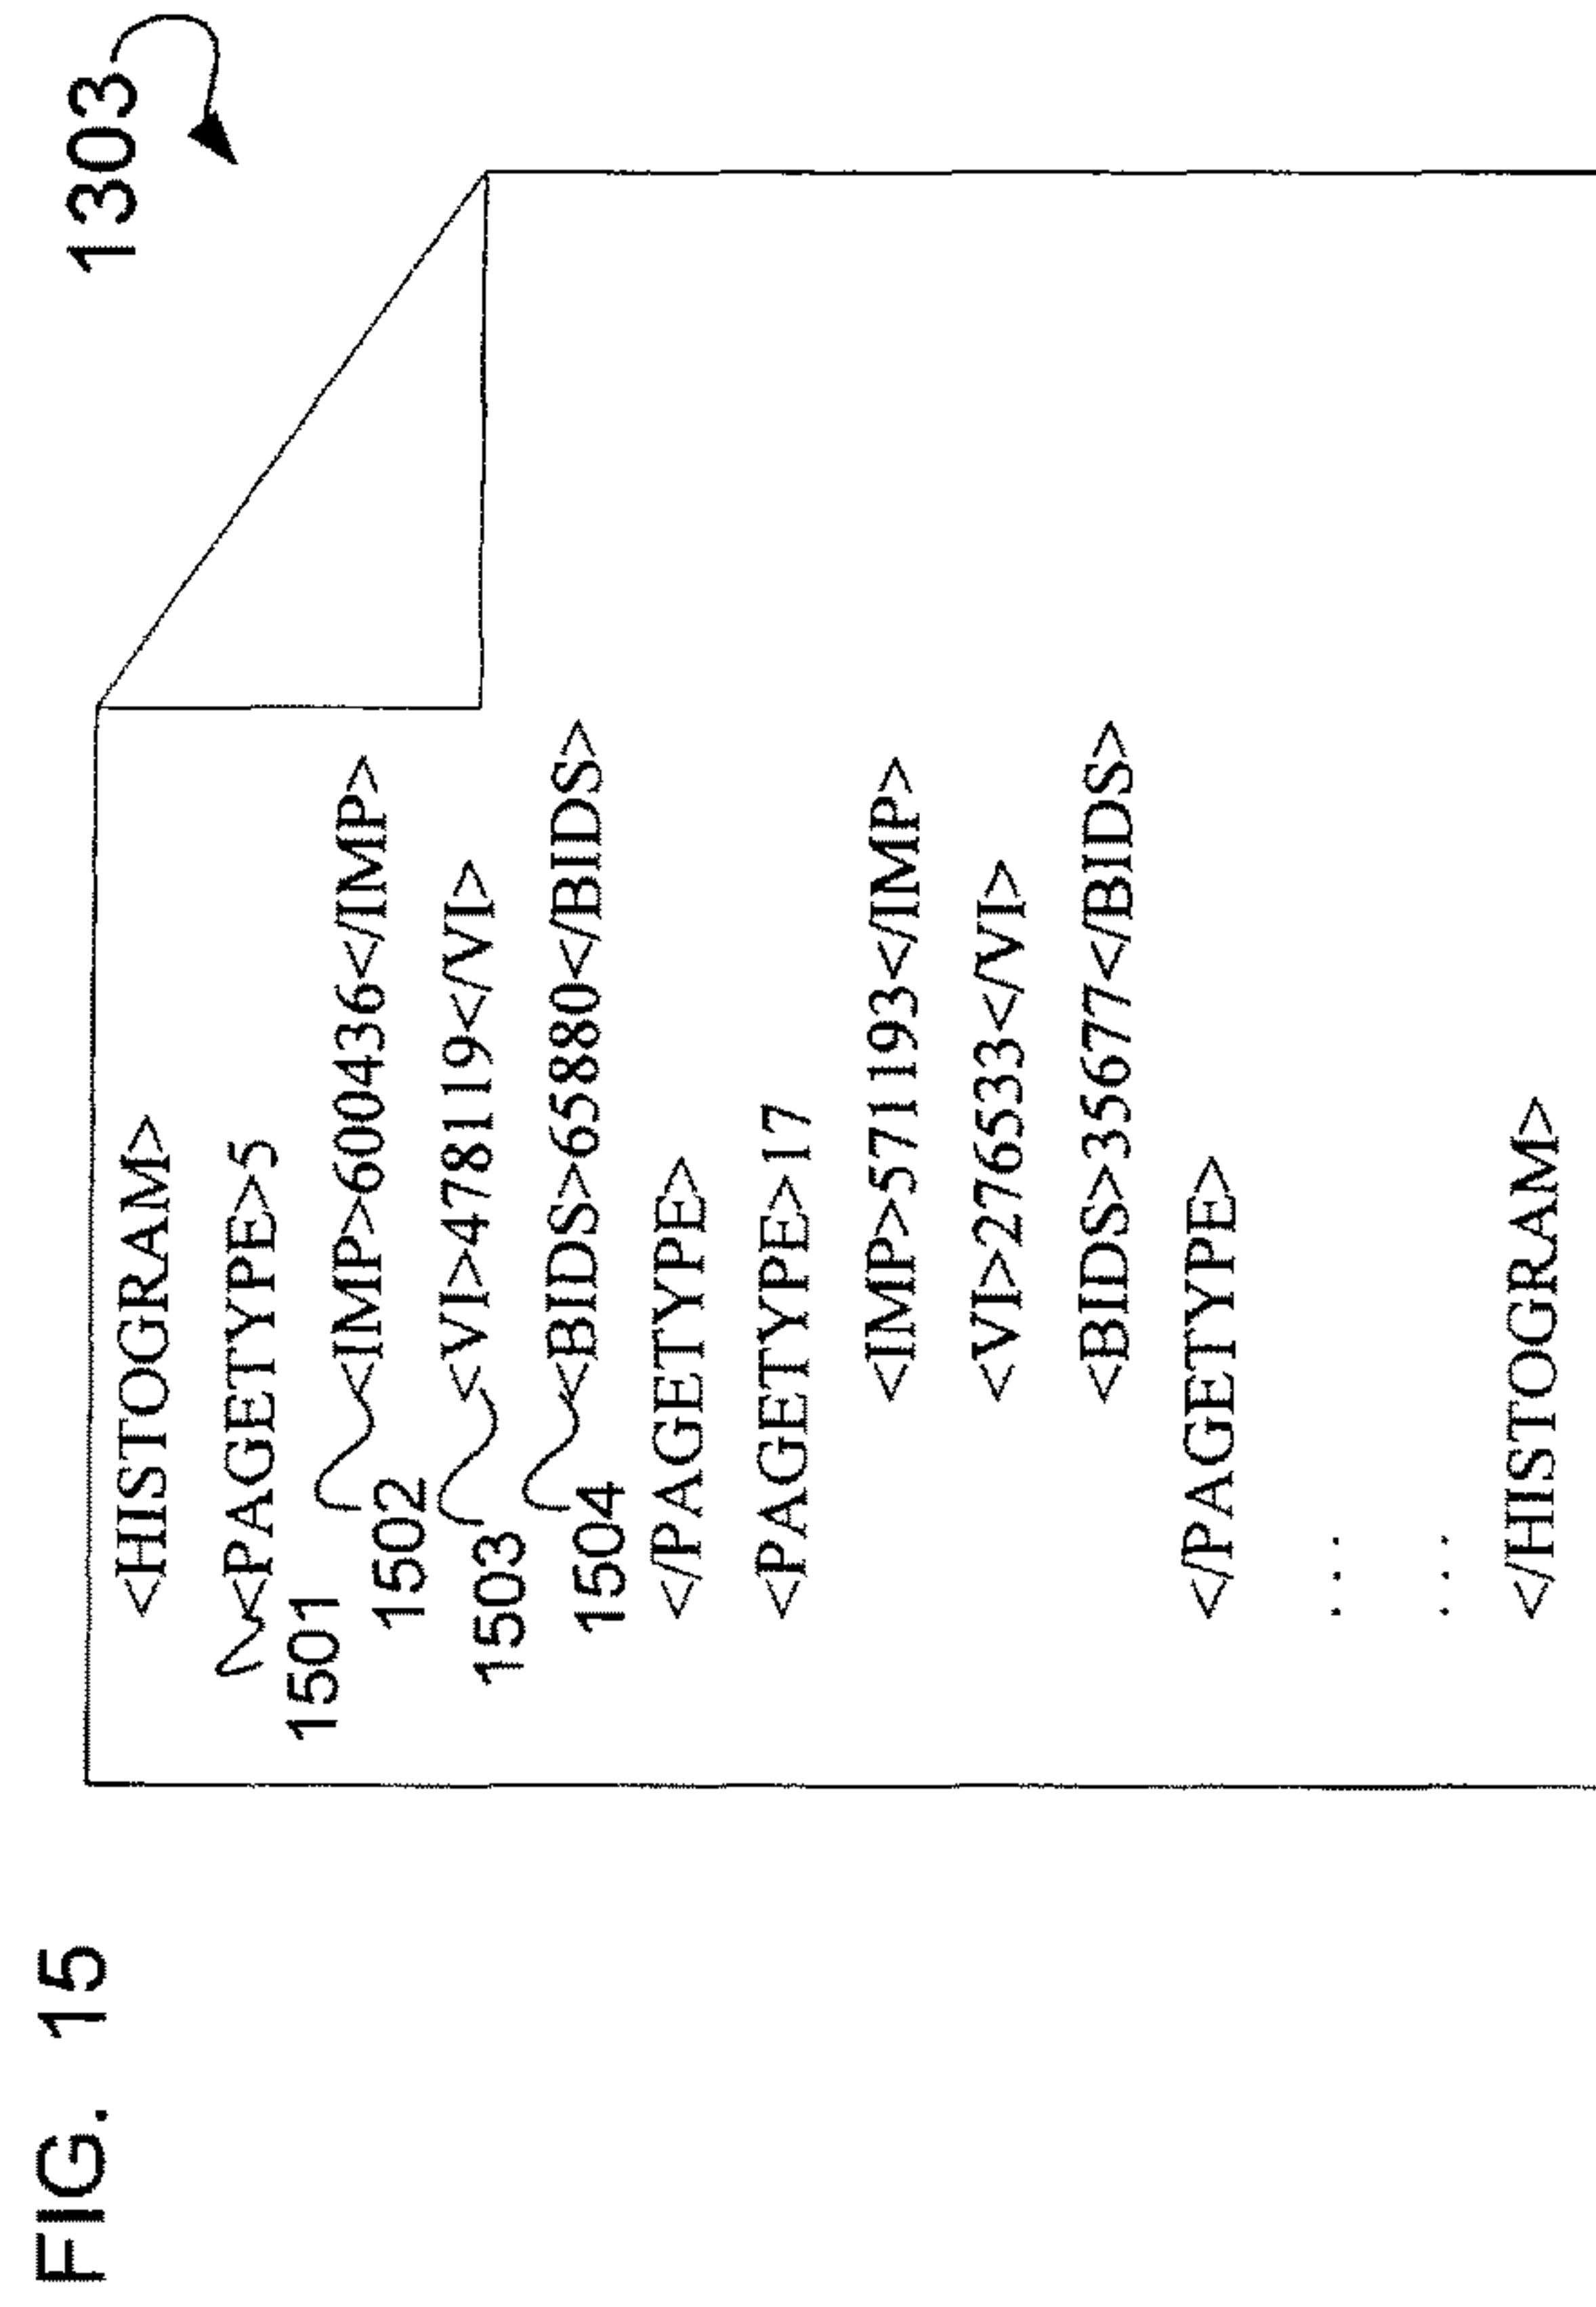 FIG. 15
1303
<HISTOGRAM>
<PAGETYPE>5
1501
<IMP>600436</IMP>
1502
<VI>478119</VI>
1503
<BIDS>65880</BIDS>
1504
</PAGETYPE>
<PAGETYPE>17
<IMP>571193</IMP>
<VI>276533</VI>
<BIDS>35677</BIDS>
</PAGETYPE>
...
...
</HISTOGRAM>